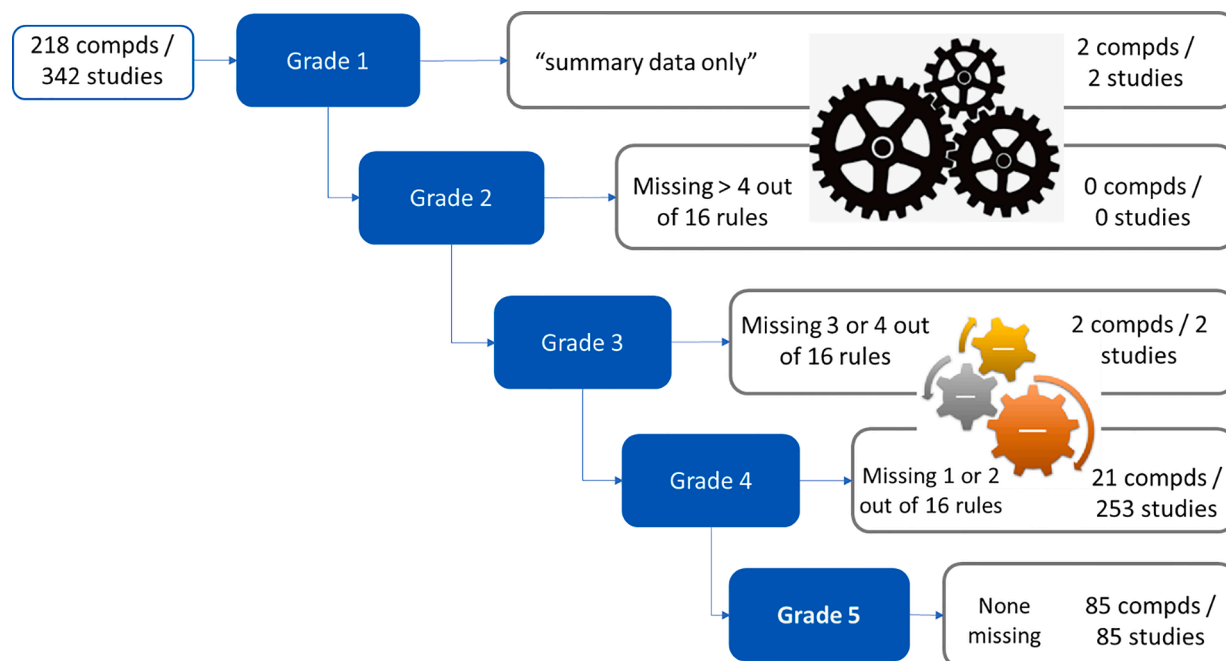 218 compds /
342 studies
Grade 1
“summary data only”
2 compds /
2 studies
Grade 2
Missing > 4 out
of 16 rules
0 compds /
0 studies
Grade 3
Missing 3 or 4 out
of 16 rules
2 compds / 2
studies
Grade 4
Missing 1 or 2
out of 16 rules
21 compds /
253 studies
Grade 5
None
missing
85 compds /
85 studies